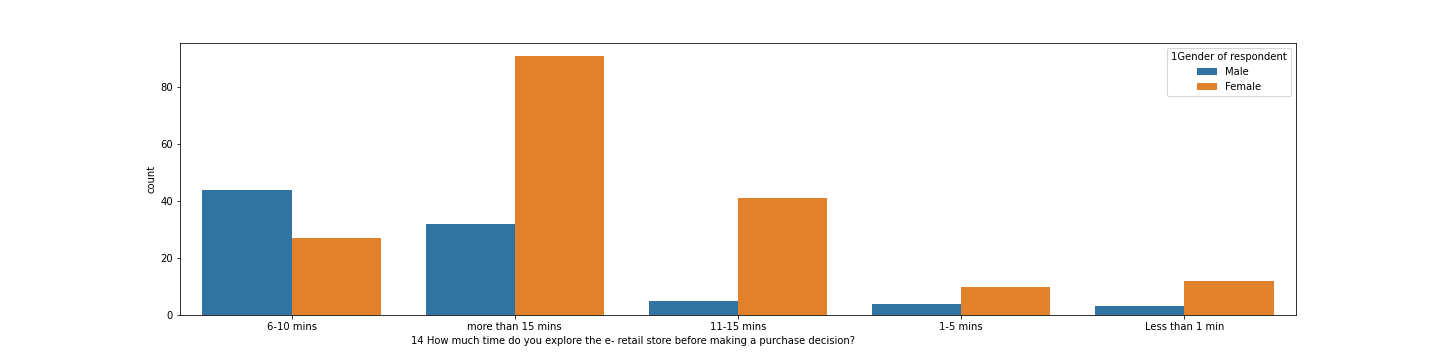 1Gender of respondent
Male
Female
80
60
40
20
0
count
6-10 mins
more than 15 mins
11-15 mins
1-5 mins
Less than 1 min
14 How much time do you explore the e- retail store before making a purchase decision?